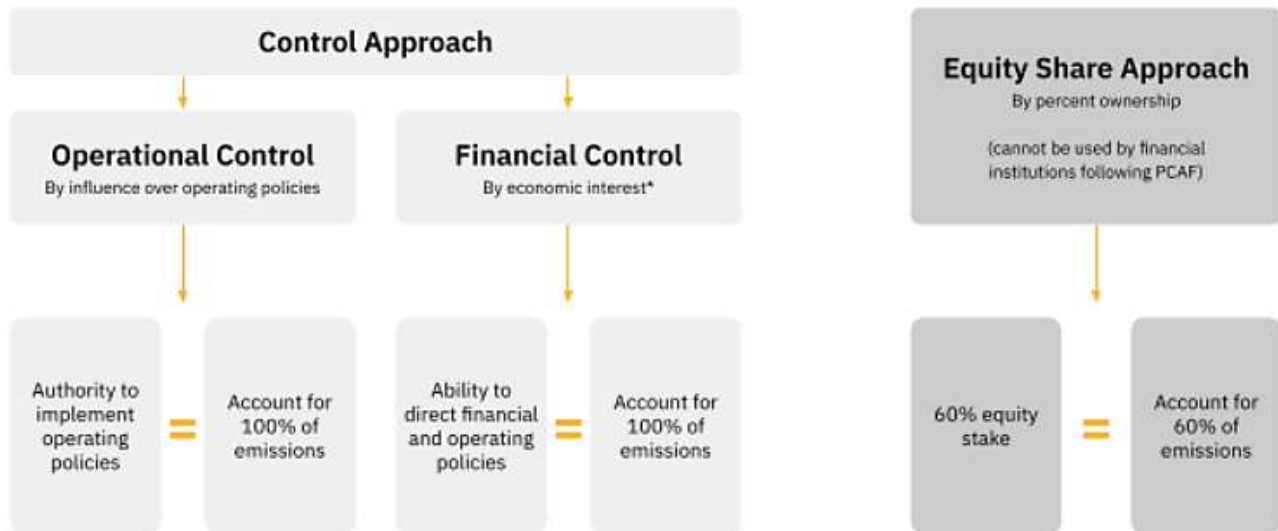 Control Approach
Operational Control
By influence over operating policies
Financial Control
By economic interest*
Equity Share Approach
By percent ownership
(cannot be used by financial
institutions following PCAF)
Authority to
implement
operating
policies
=
Account for
100% of
emissions
Ability to
direct financial
and operating
policies
=
Account for
100% of
emissions
60% equity
stake
=
Account for
60% of
emissions